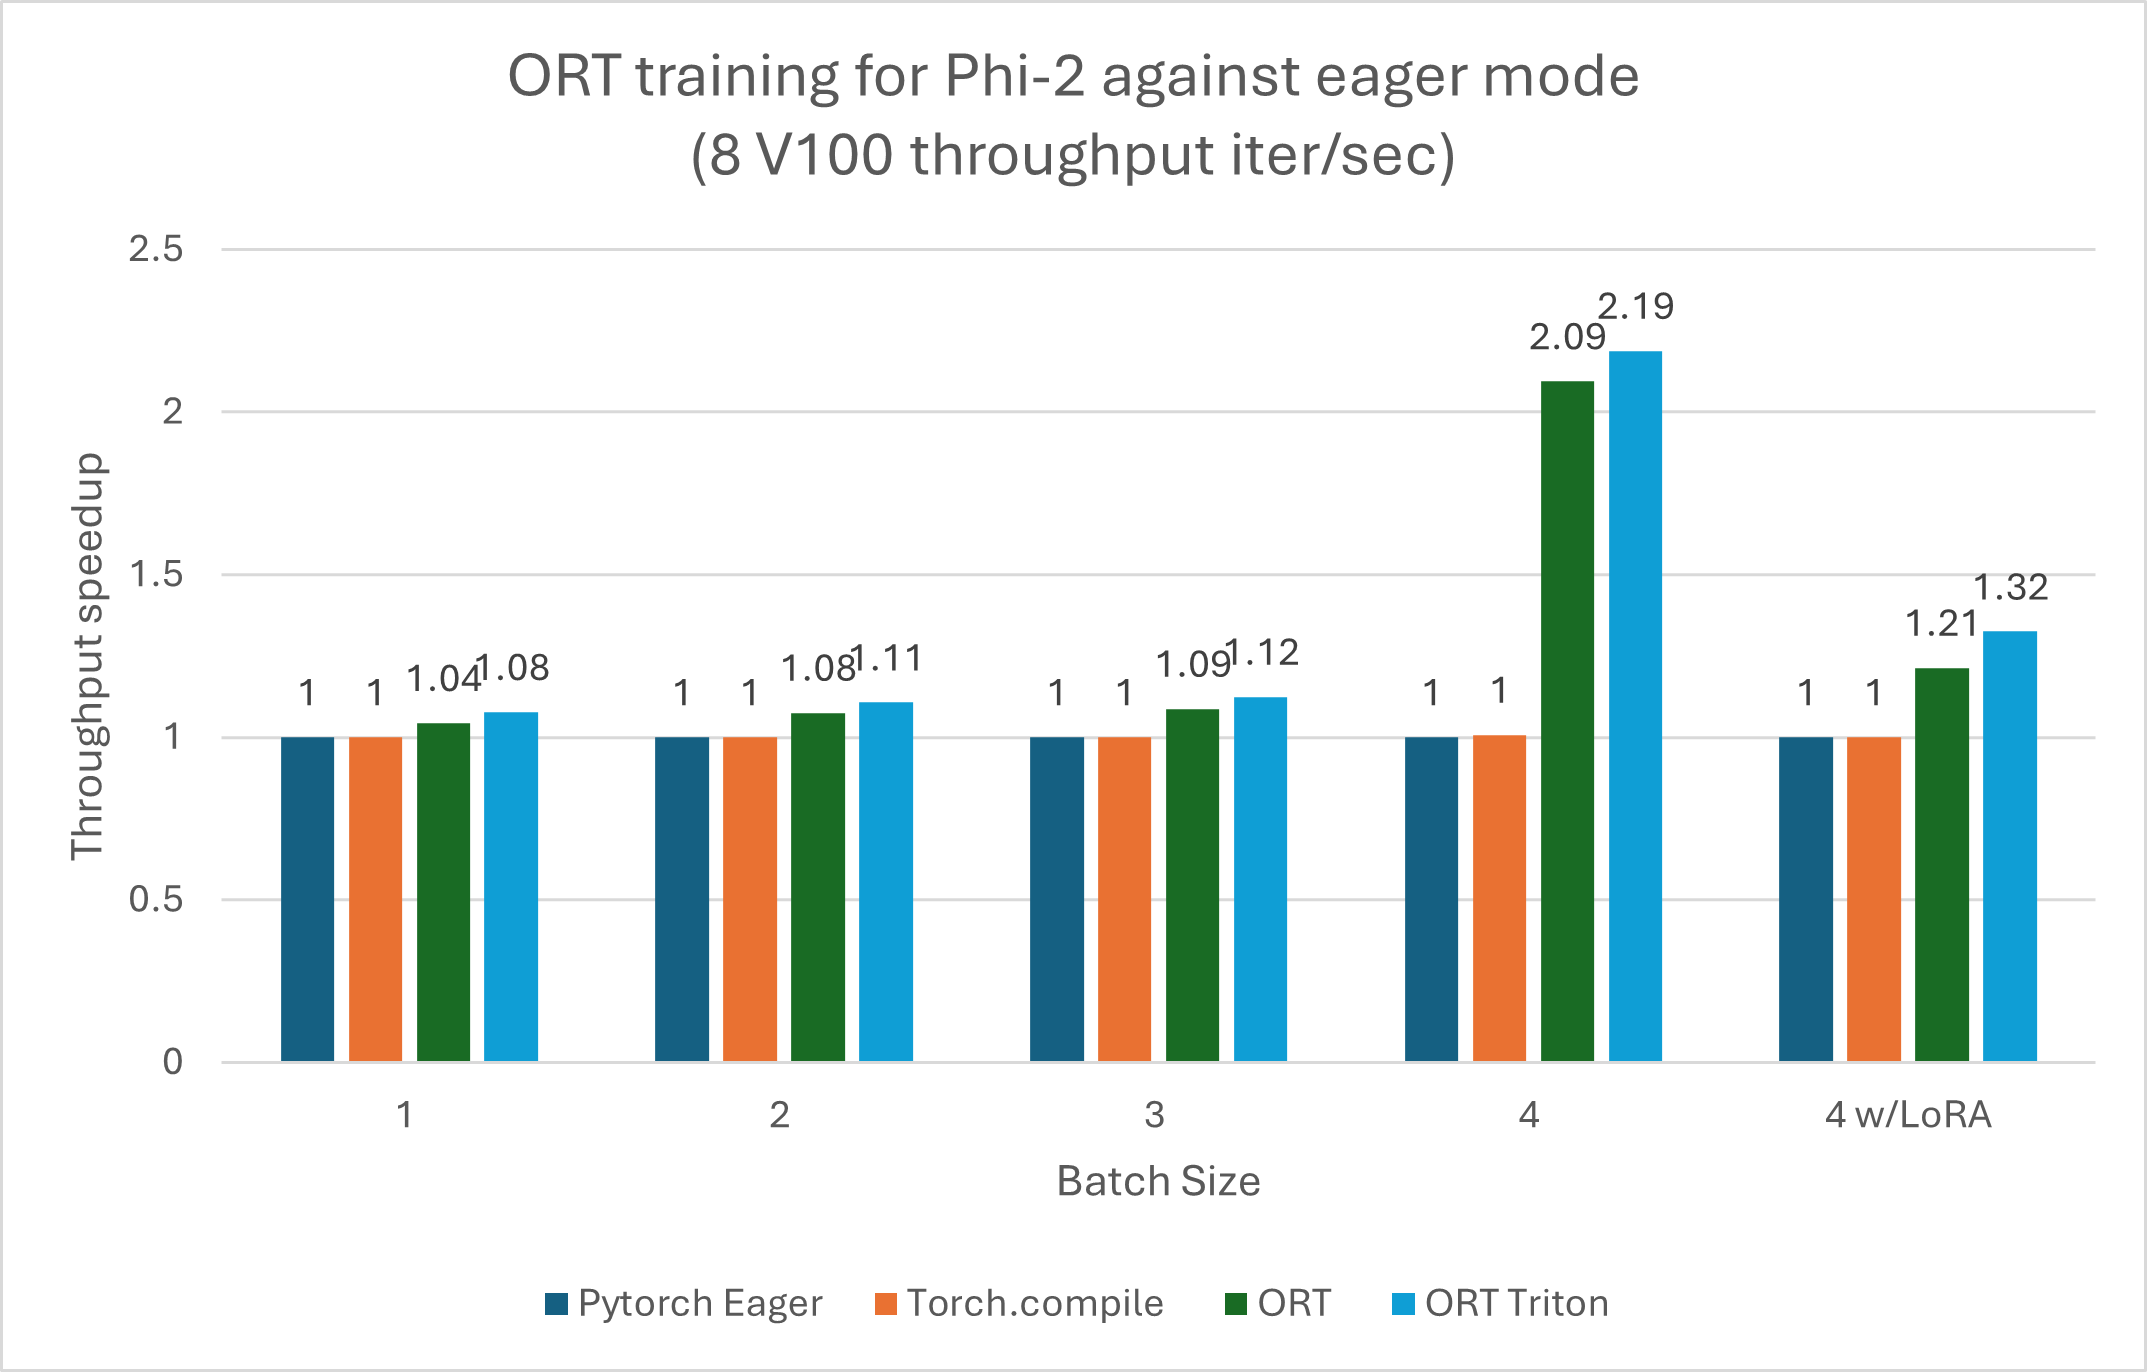 ORT training for Phi-2 against eager mode
(8 V100 throughput iter/sec)
Throughput speedup
2.5
2
1.5
1
0.5
0
1 1 1.04 1.08
1 1 1.08 1.11
1 1 1.09 1.12
1 1 2.09 2.19
1 1 1.21 1.32
1 2 3 4 4 w/LoRA
Batch Size
Pytorch Eager Torch.compile ORT ORT Triton